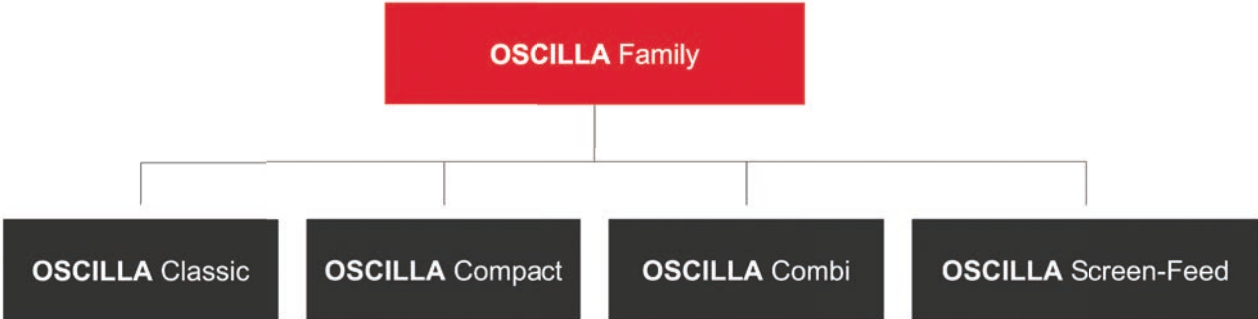 OSCILLA Family
OSCILLA Classic
OSCILLA Compact
OSCILLA Combi
OSCILLA Screen-Feed